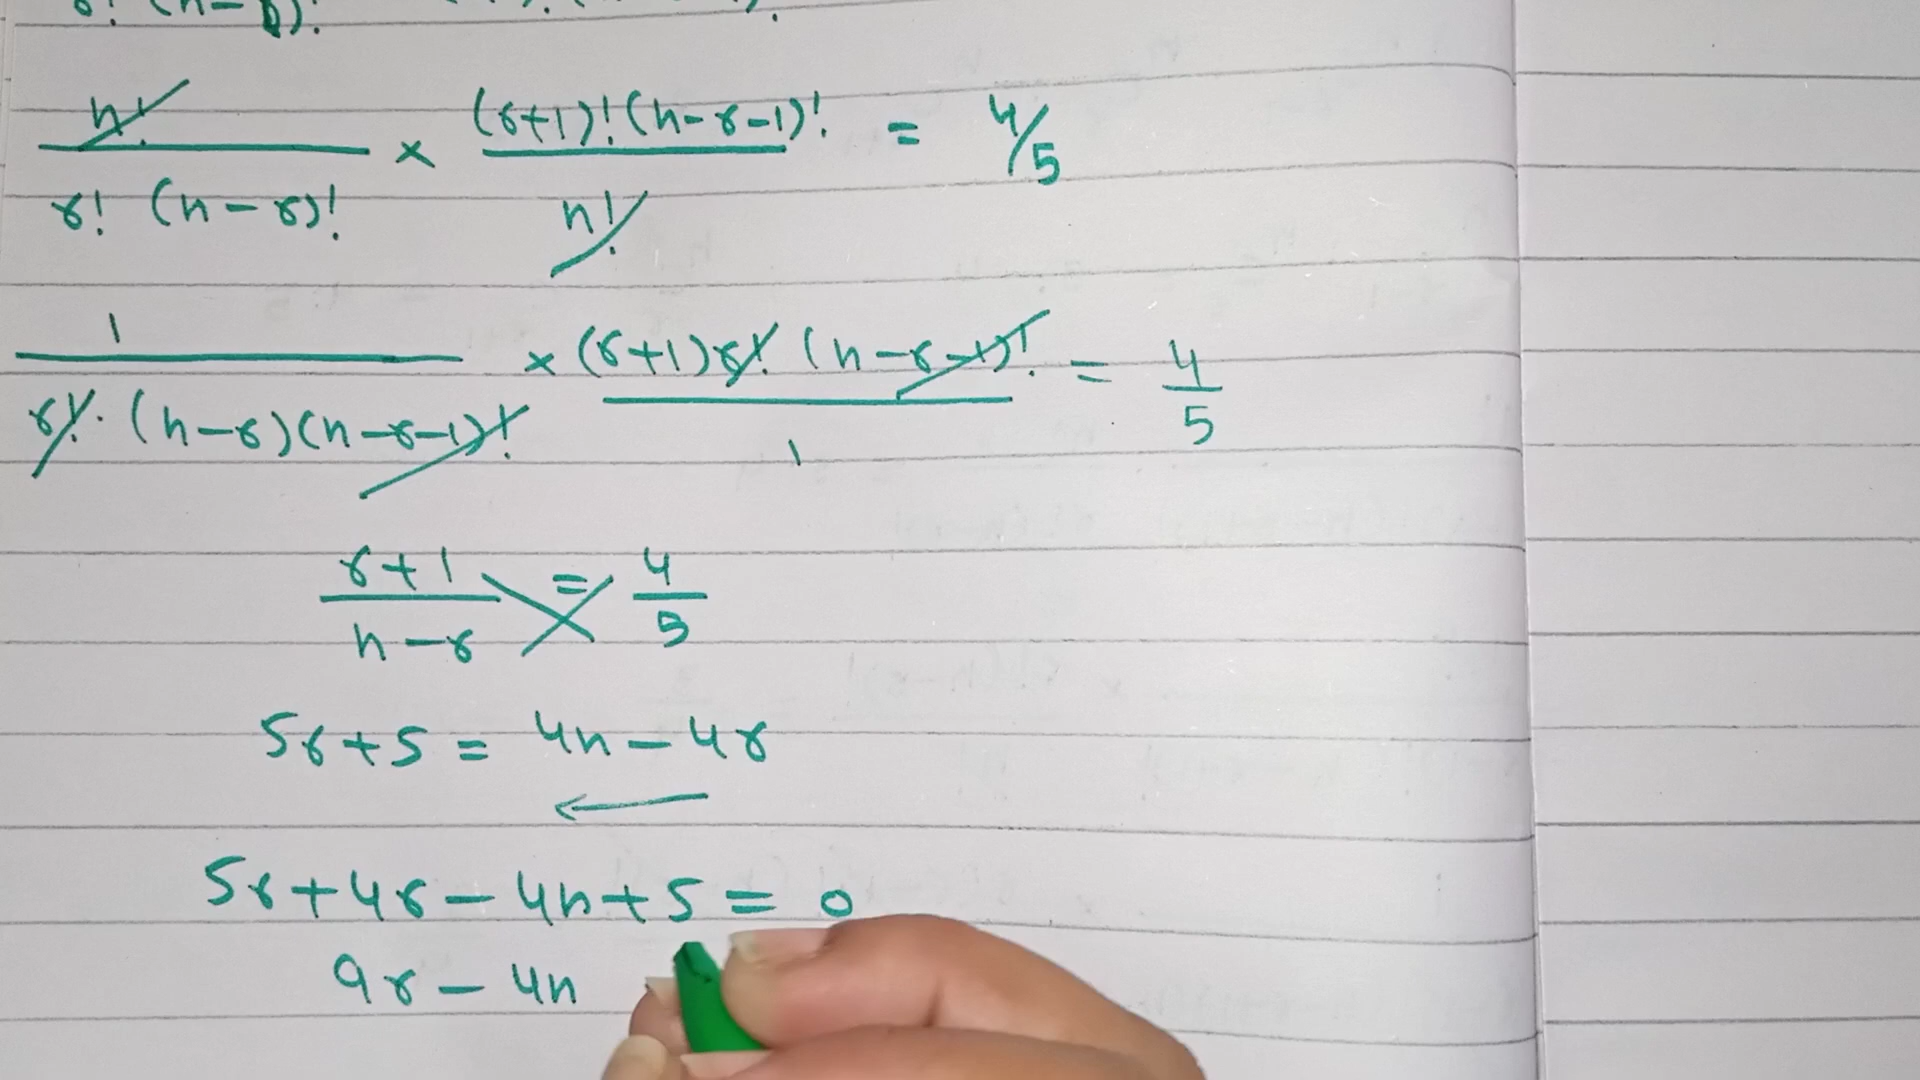 n! / r! (n-r)! × (r+1)! (n-r-1)! / n! = 4/5
1 / r! · (n-r)(n-r-1)! × (r+1) r! (n-r-1)! / 1 = 4/5
r+1 / n-r = 4/5
5r+5 = 4n-4r
5r+4r-4n+5 = 0
9r-4n